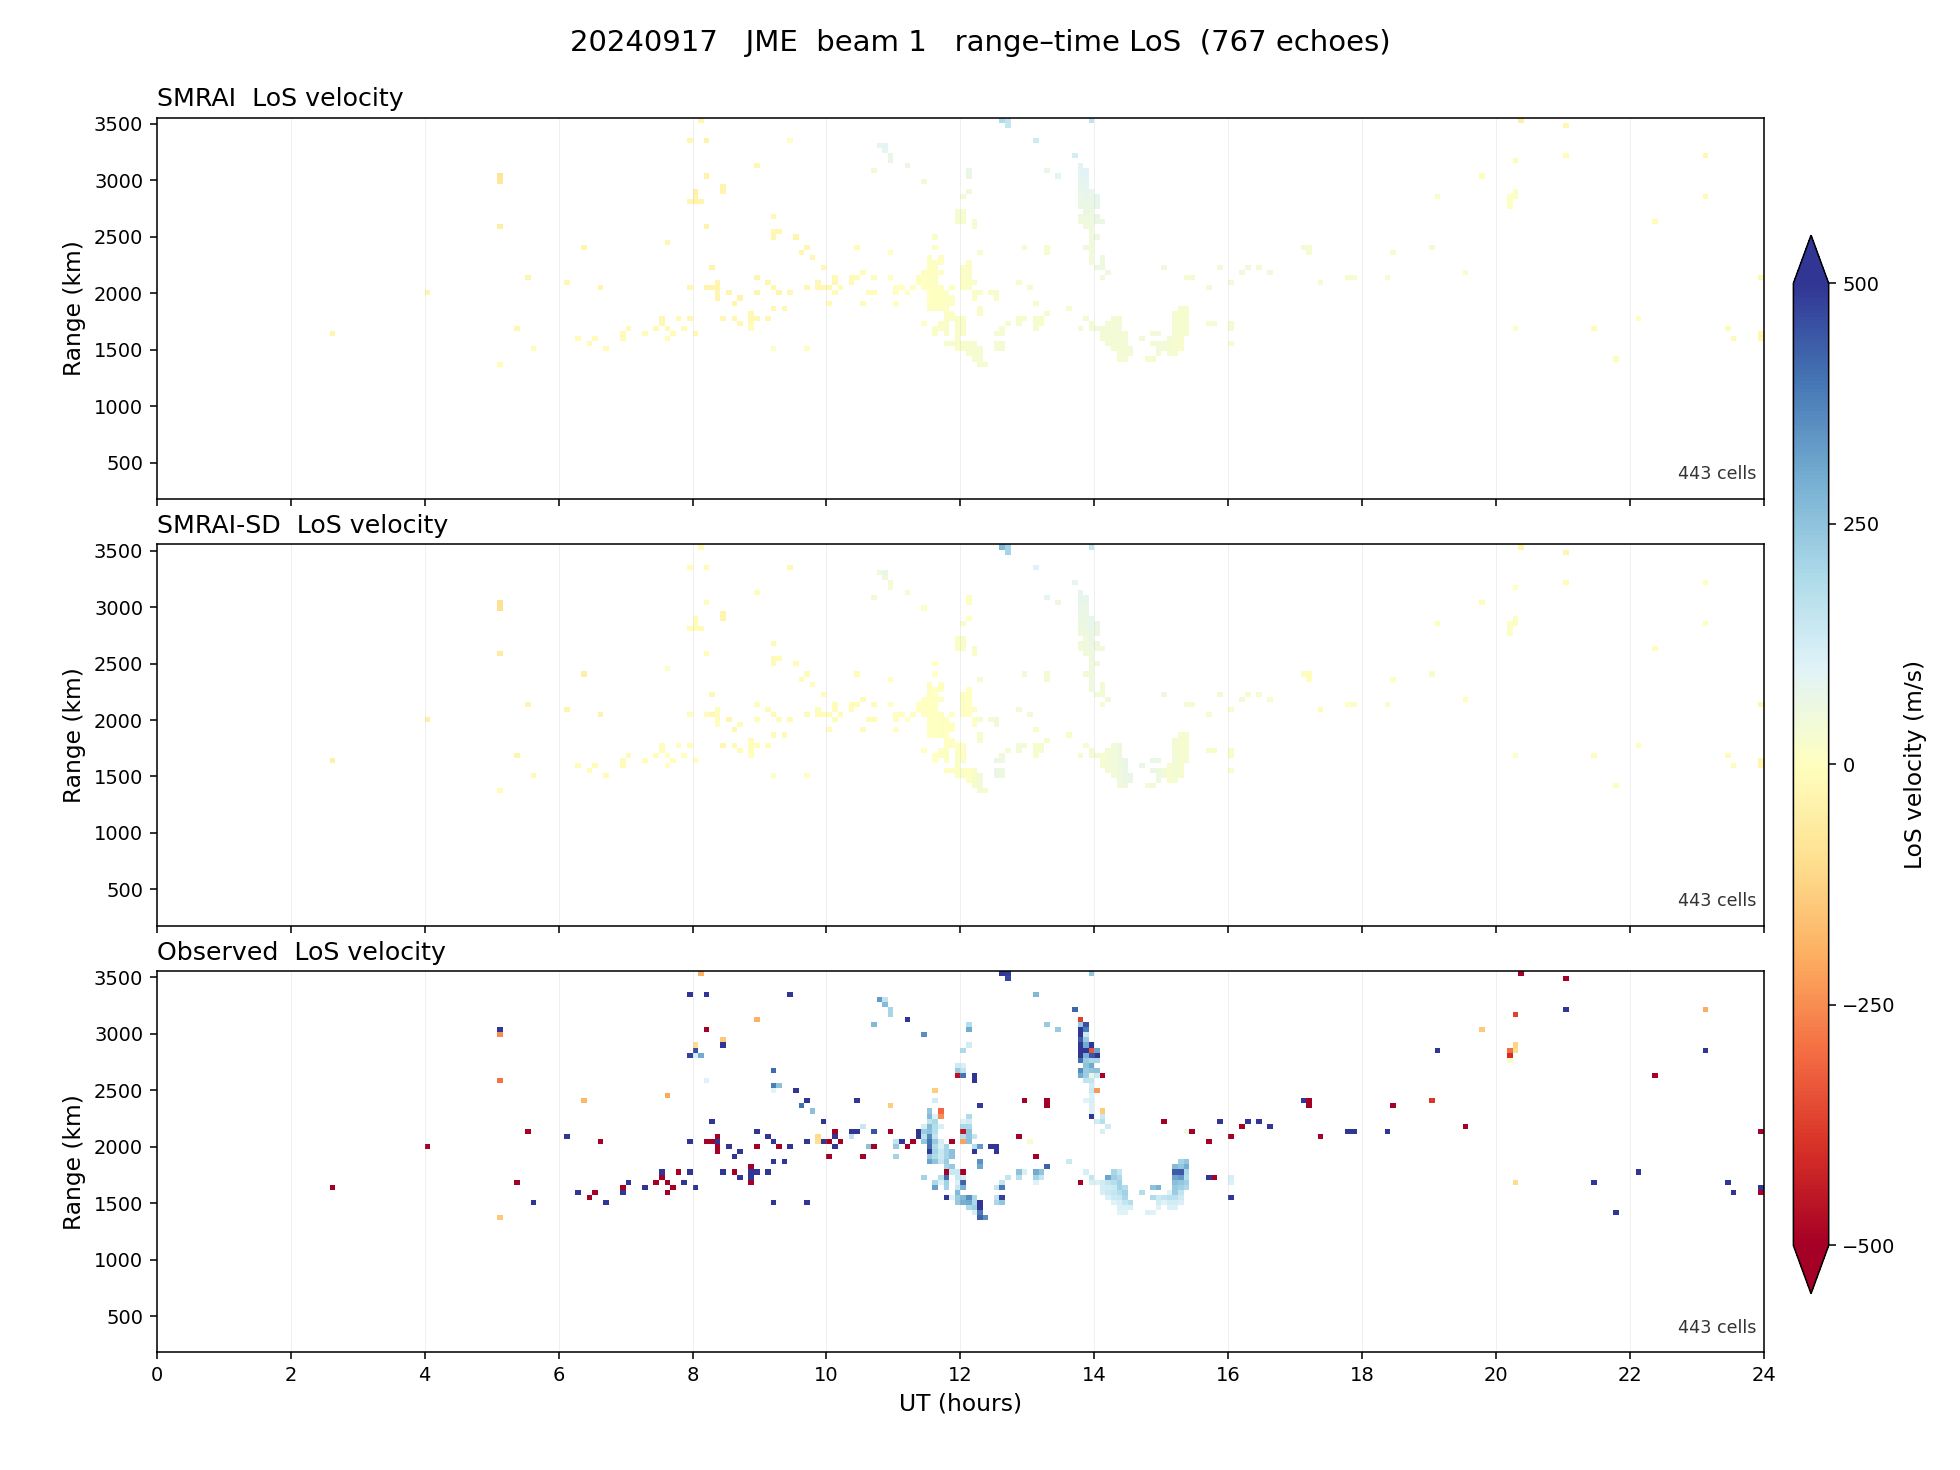 20240917   JME  beam 1   range–time LoS  (767 echoes)
SMRAI  LoS velocity
3500
3000
2500
2000
1500
1000
500
Range (km)
443 cells
SMRAI-SD  LoS velocity
3500
3000
2500
2000
1500
1000
500
Range (km)
443 cells
Observed  LoS velocity
3500
3000
2500
2000
1500
1000
500
Range (km)
443 cells
0 2 4 6 8 10 12 14 16 18 20 22 24
UT (hours)
500
250
0
−250
−500
LoS velocity (m/s)